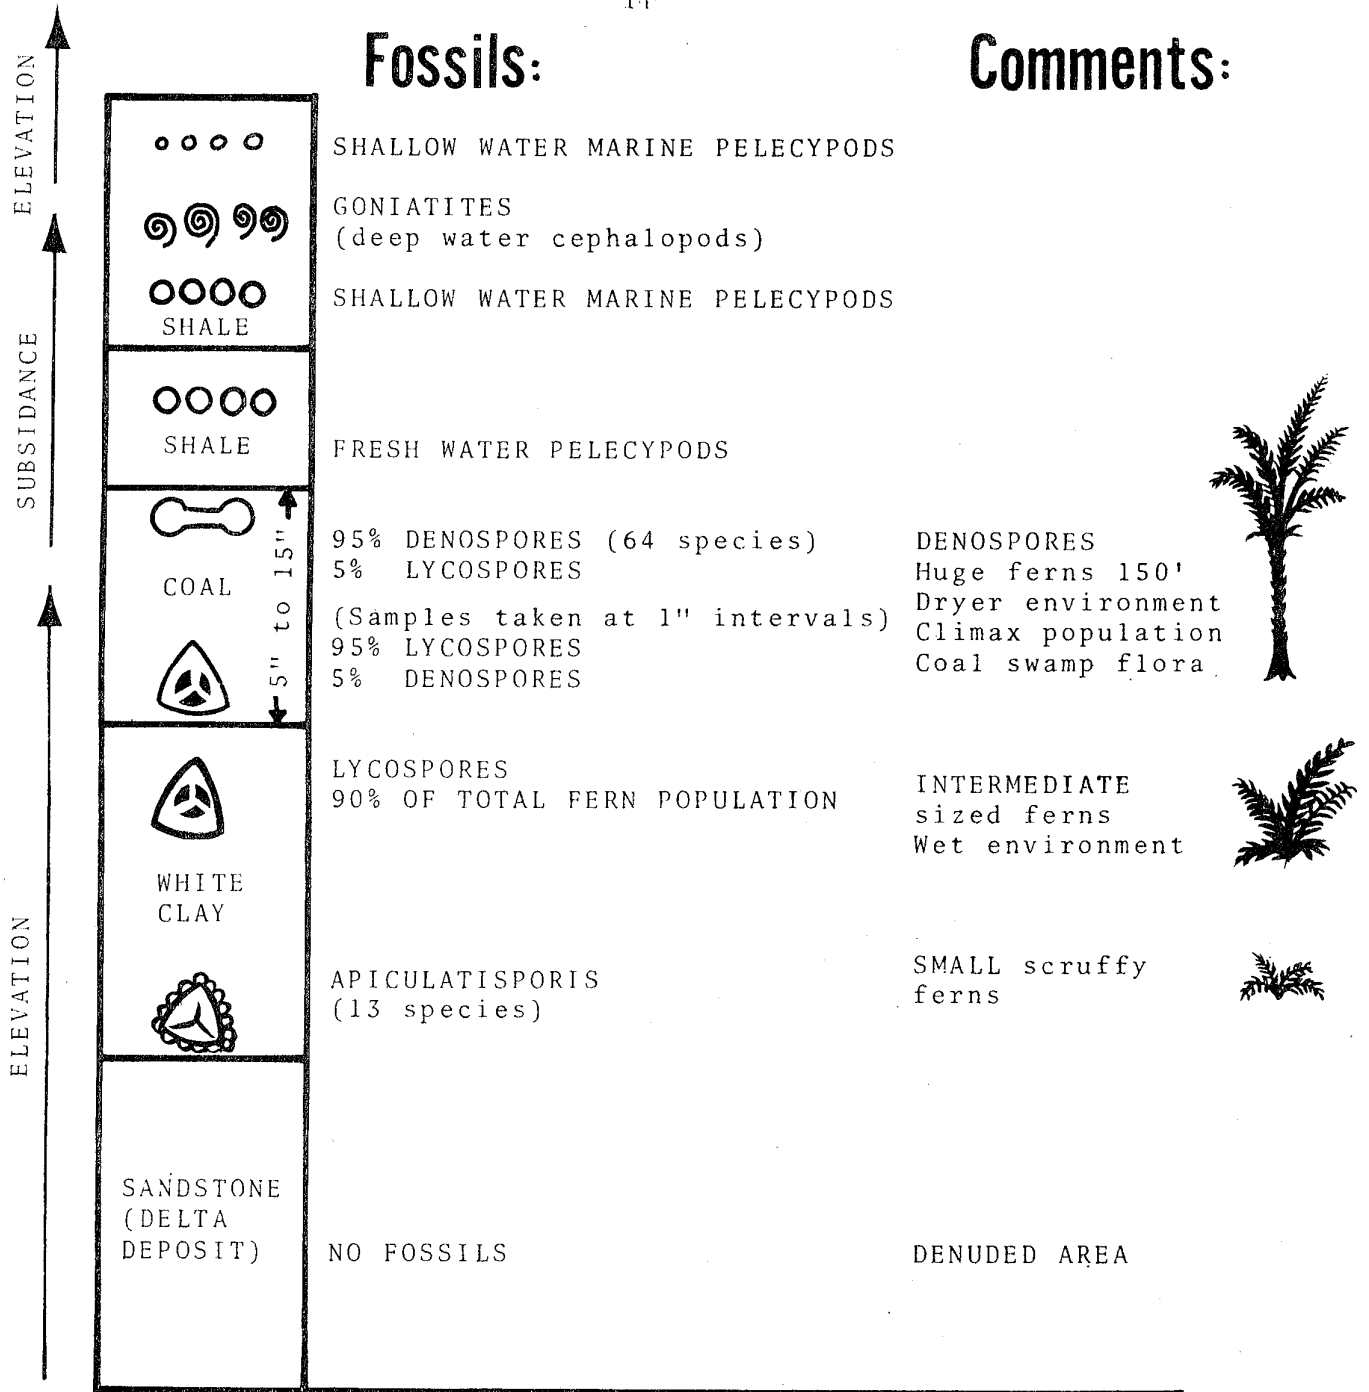 Fossils:
Comments:
ELEVATION
SHALLOW WATER MARINE PELECYPODS
GONIATITES
(deep water cephalopods)
SHALLOW WATER MARINE PELECYPODS
SHALE
SUBSIDANCE
SHALE
FRESH WATER PELECYPODS
COAL
5" to 15"
95% DENOSPORES (64 species)
5% LYCOSPORES
(Samples taken at 1" intervals)
95% LYCOSPORES
5% DENOSPORES
DENOSPORES
Huge ferns 150'
Dryer environment
Climax population
Coal swamp flora
ELEVATION
LYCOSPORES
90% OF TOTAL FERN POPULATION
INTERMEDIATE
sized ferns
Wet environment
WHITE
CLAY
APICULATISPORIS
(13 species)
SMALL scruffy
ferns
SANDSTONE
(DELTA
DEPOSIT)
NO FOSSILS
DENUDED AREA